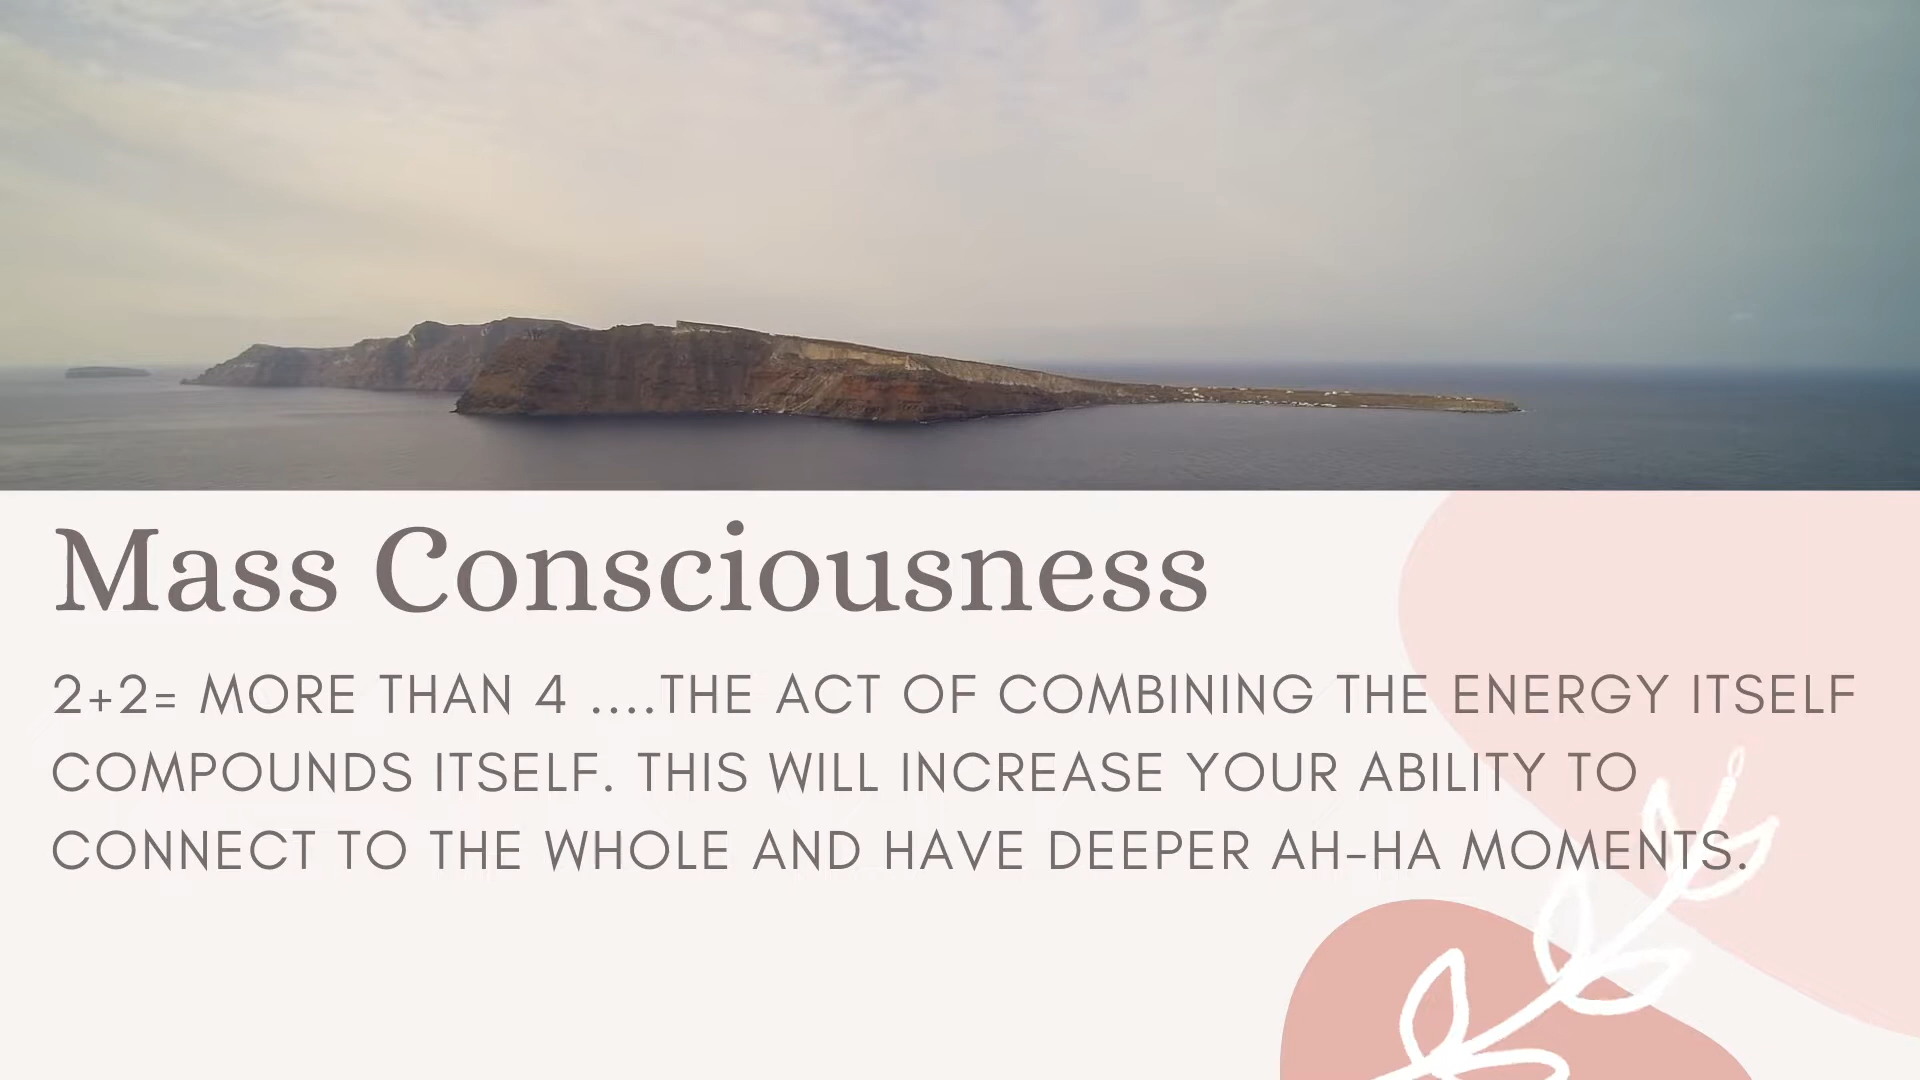 Mass Consciousness
2+2= MORE THAN 4 ....THE ACT OF COMBINING THE ENERGY ITSELF
COMPOUNDS ITSELF. THIS WILL INCREASE YOUR ABILITY TO
CONNECT TO THE WHOLE AND HAVE DEEPER AH-HA MOMENTS.